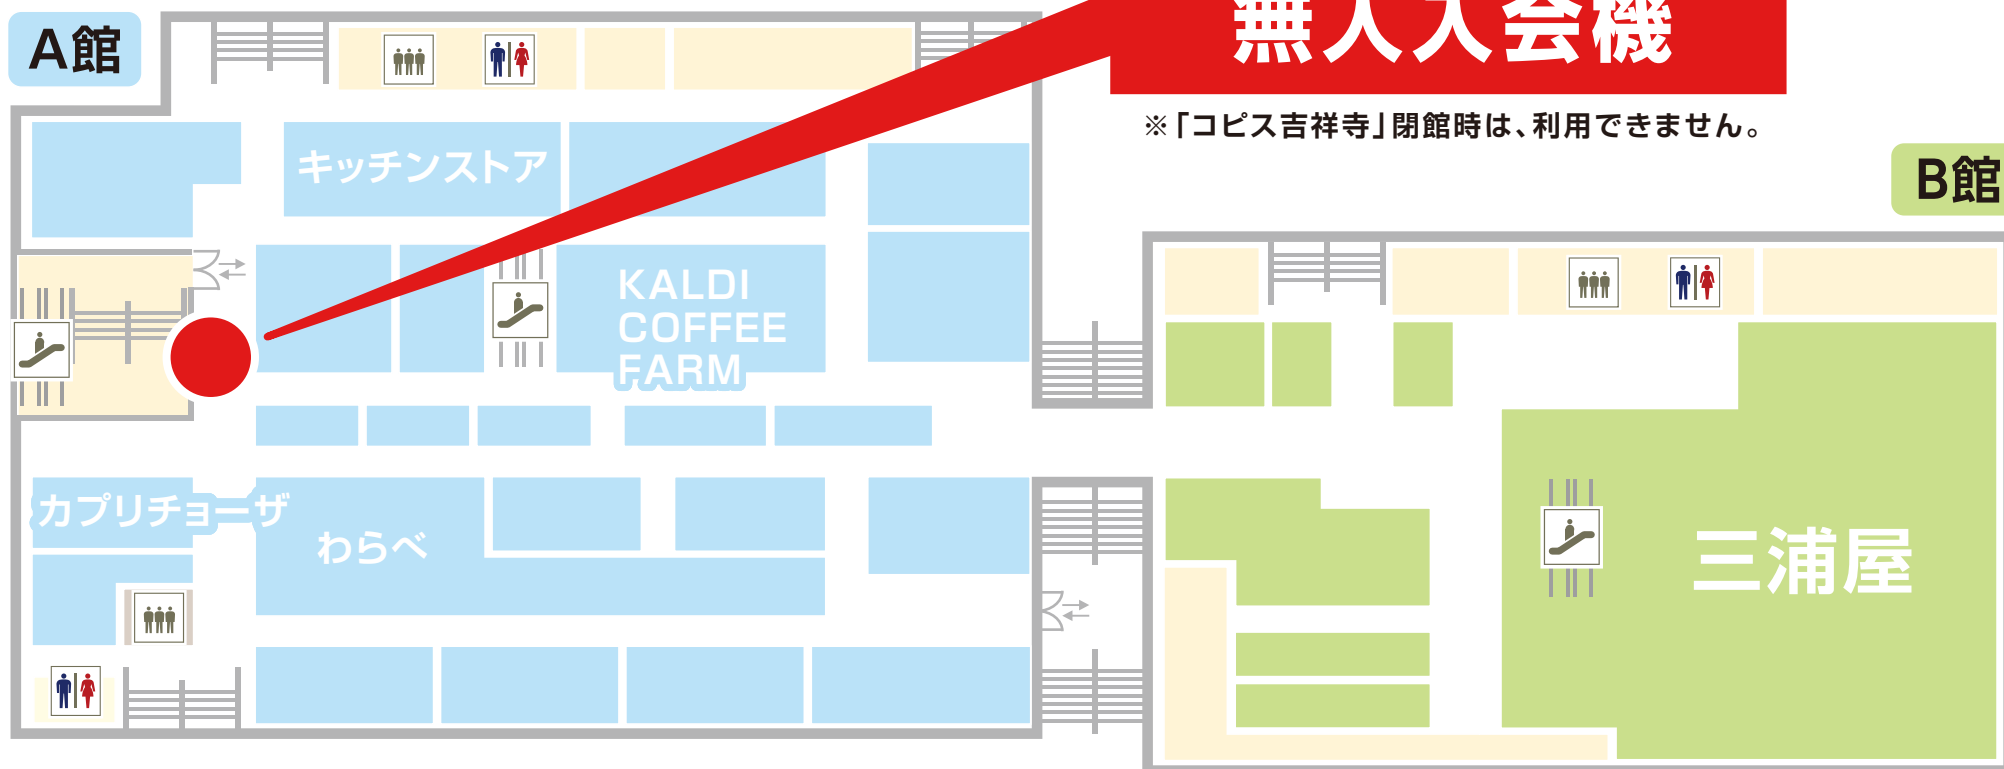 A館
無人入会機
※「コピス吉祥寺」閉館時は、利用できません。
B館
キッチンストア
KALDI
COFFEE
FARM
カプリチョーザ
わらべ
三浦屋